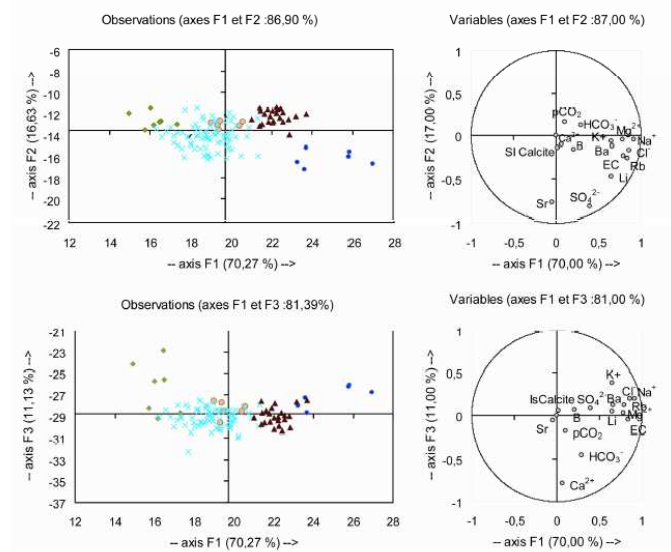 Observations (axes F1 et F2 :86,90 %)
-6
-8
-10
-12
-14
-16
-18
-20
-22
-- axis F2 (16,63 %) -->
12 14 16 18 20 22 24 26 28
-- axis F1 (70,27 %) -->
Variables (axes F1 et F2 :87,00 %)
1
0,5
0
-0,5
-1
-- axis F2 (17,00 %) -->
pCO2
HCO3-
Ca2+
K+
Mg2+
Na+
SI Calcite
B
Ba
Cl-
EC
Rb
Li
Sr
SO42-
-1 -0,5 0 0,5 1
-- axis F1 (70,00 %) -->
Observations (axes F1 et F3 :81,39%)
-21
-23
-25
-27
-29
-31
-33
-35
-37
-- axis F3 (11,13 %) -->
12 14 16 18 20 22 24 26 28
-- axis F1 (70,27 %) -->
Variables (axes F1 et F3 :81,00 %)
1
0,5
0
-0,5
-1
-- axis F3 (11,00 %) -->
K+
Cl-
Na+
IsCalcite
SO42-
Ba
Rb
B
Li
Mg2+
Sr
pCO2
EC
HCO3-
Ca2+
-1 -0,5 0 0,5 1
-- axis F1 (70,00 %) -->